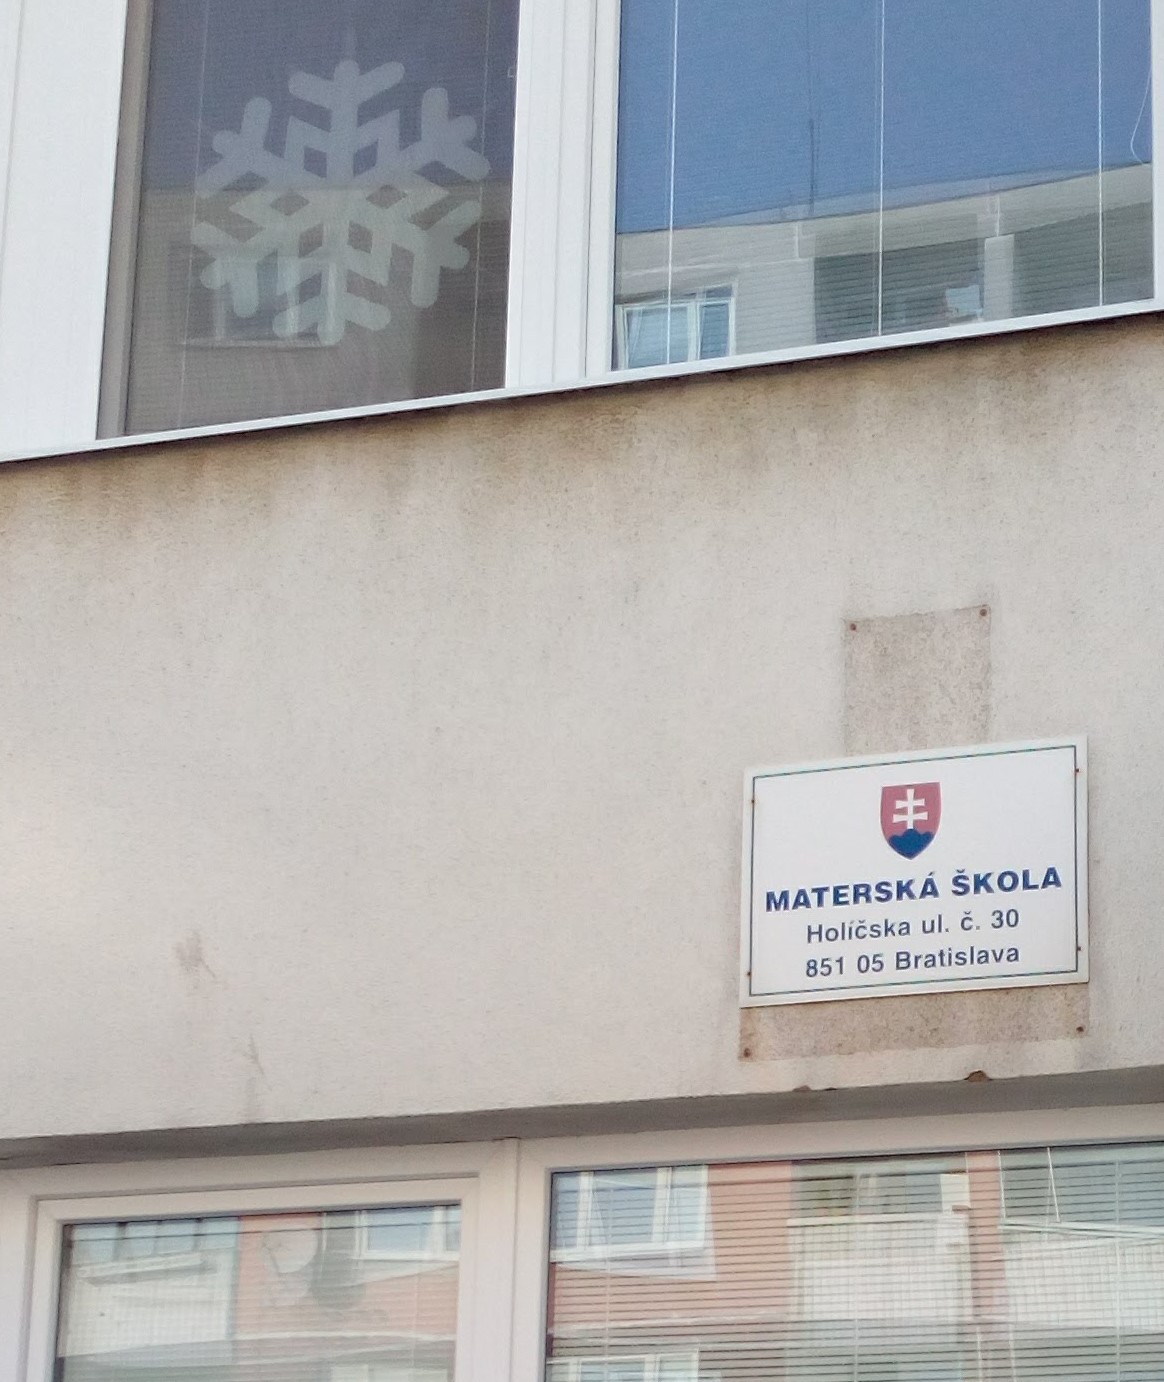 MATERSKÁ ŠKOLA
Holíčska ul. č. 30
851 05 Bratislava